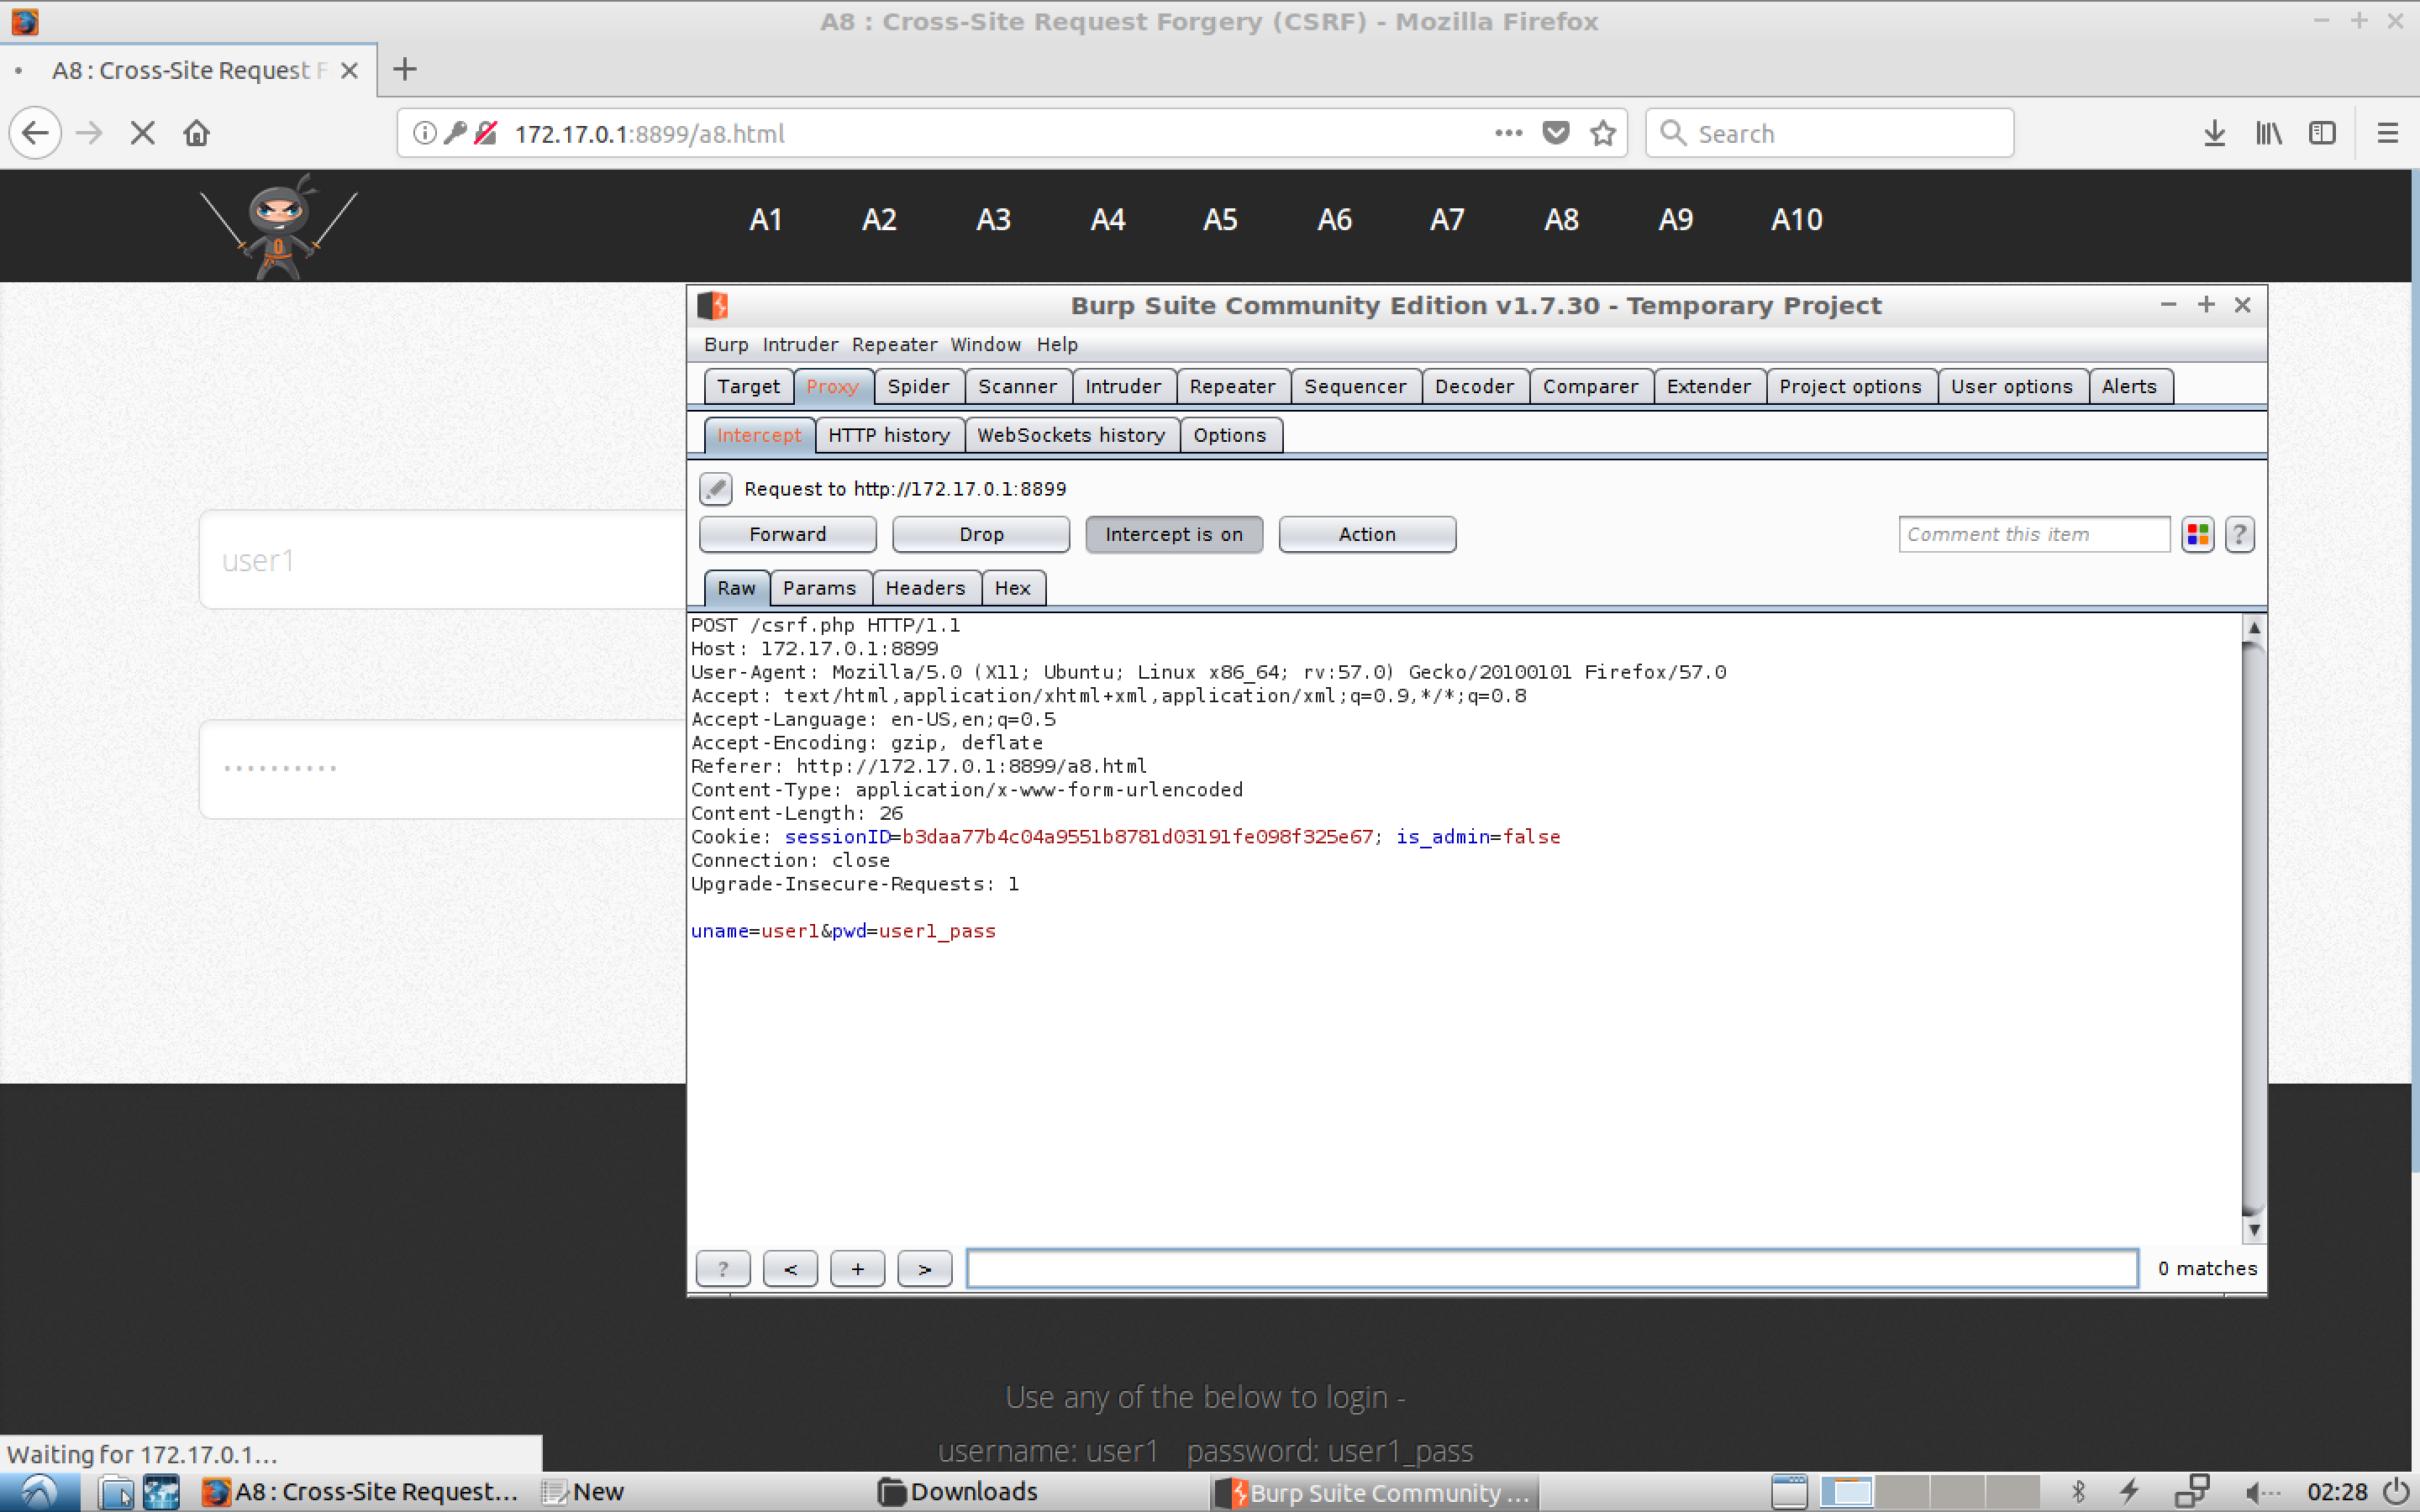 A8 : Cross-Site Request Forgery (CSRF) - Mozilla Firefox
A8 : Cross-Site Request F
172.17.0.1:8899/a8.html
Search
A1 A2 A3 A4 A5 A6 A7 A8 A9 A10
Burp Suite Community Edition v1.7.30 - Temporary Project
Burp Intruder Repeater Window Help
Target Proxy Spider Scanner Intruder Repeater Sequencer Decoder Comparer Extender Project options User options Alerts
Intercept HTTP history WebSockets history Options
Request to http://172.17.0.1:8899
Forward Drop Intercept is on Action Comment this item ?
user1
Raw Params Headers Hex
POST /csrf.php HTTP/1.1
Host: 172.17.0.1:8899
User-Agent: Mozilla/5.0 (X11; Ubuntu; Linux x86_64; rv:57.0) Gecko/20100101 Firefox/57.0
Accept: text/html,application/xhtml+xml,application/xml;q=0.9,*/*;q=0.8
Accept-Language: en-US,en;q=0.5
Accept-Encoding: gzip, deflate
Referer: http://172.17.0.1:8899/a8.html
Content-Type: application/x-www-form-urlencoded
Content-Length: 26
Cookie: sessionID=b3daa77b4c04a9551b8781d03191fe098f325e67; is_admin=false
Connection: close
Upgrade-Insecure-Requests: 1
uname=user1&pwd=user1_pass
? < + > 0 matches
Use any of the below to login -
username: user1 password: user1_pass
Waiting for 172.17.0.1...
A8 : Cross-Site Request... New Downloads Burp Suite Community ... 02:28